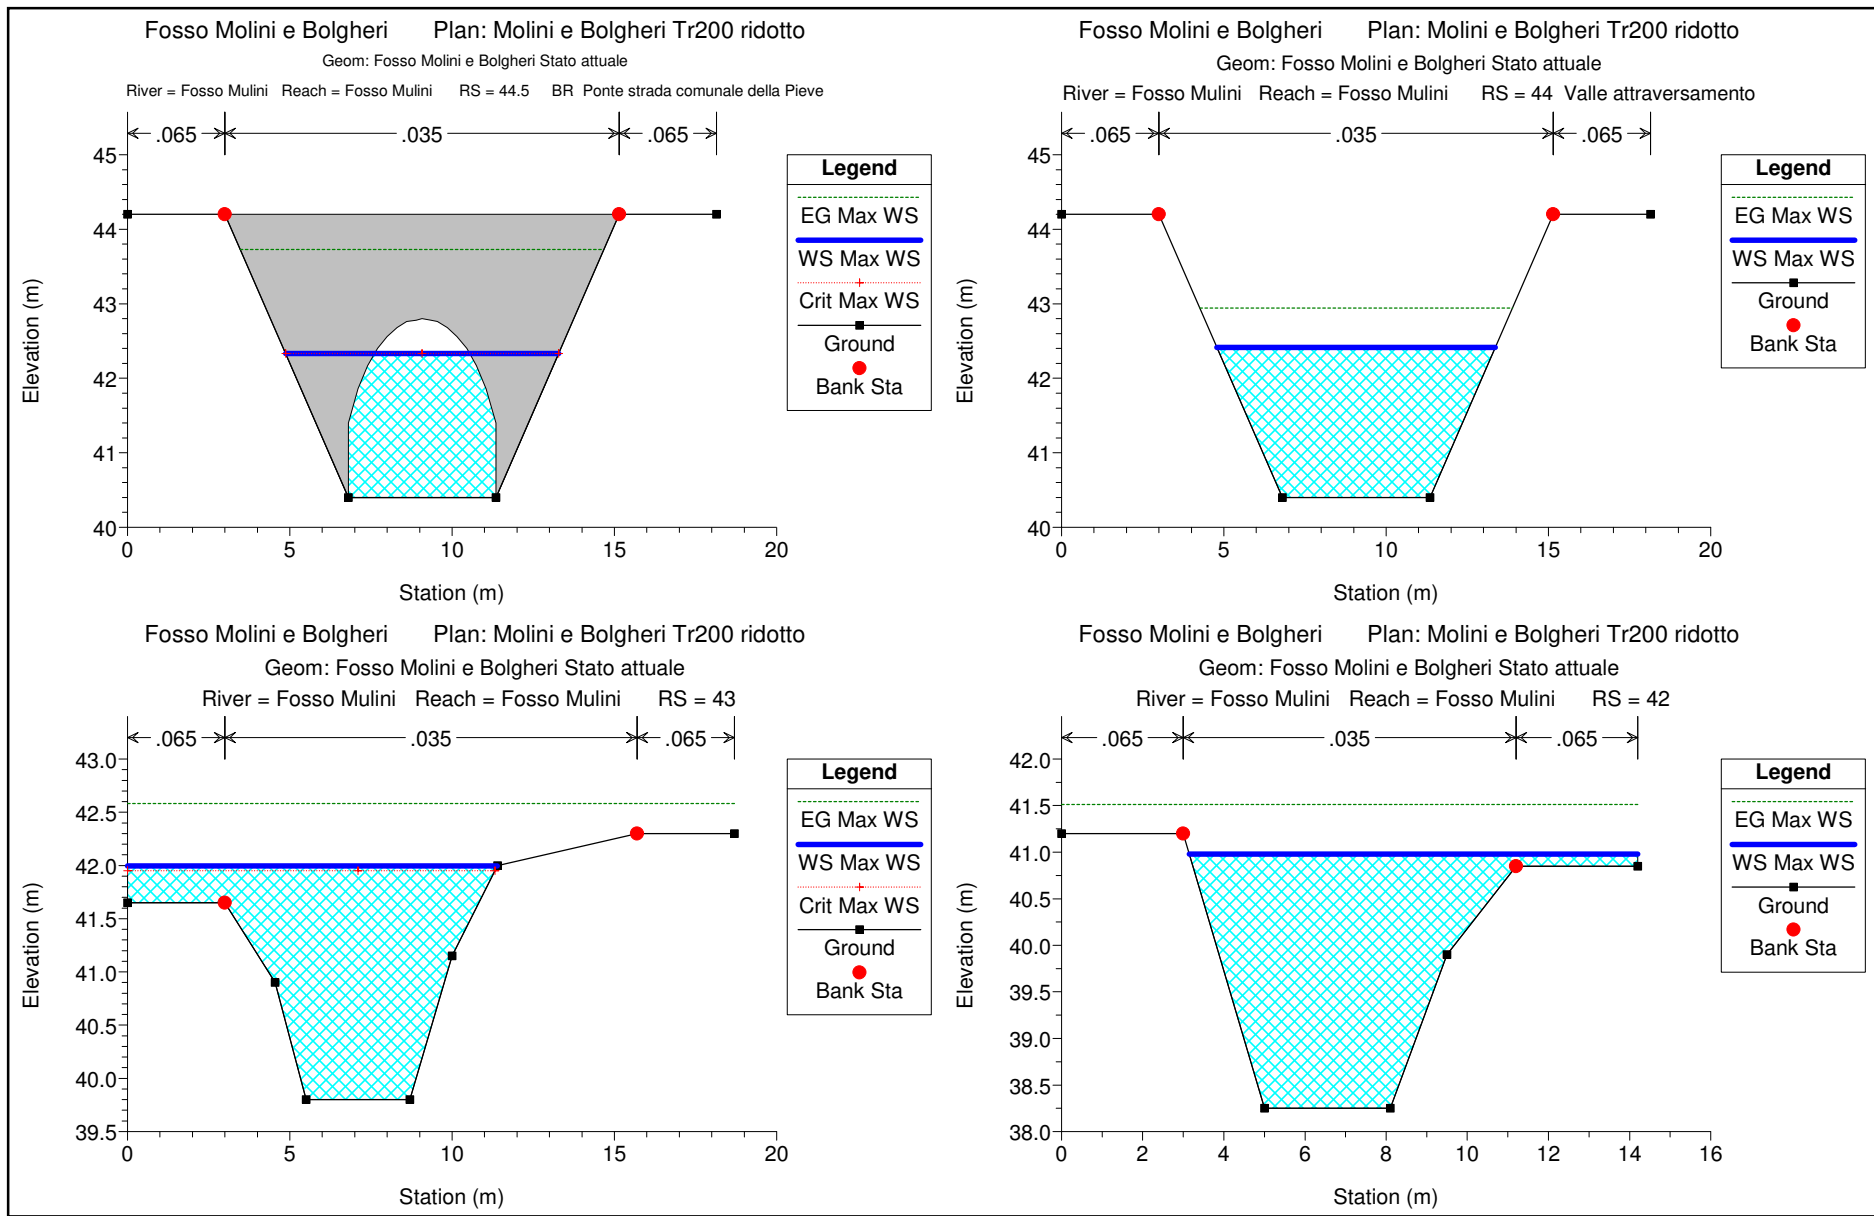 Fosso Molini e Bolgheri Plan: Molini e Bolgheri Tr200 ridotto
Geom: Fosso Molini e Bolgheri Stato attuale
River = Fosso Mulini Reach = Fosso Mulini RS = 44.5 BR Ponte strada comunale della Pieve
.065 .035 .065
45
44
43
42
41
40
Elevation (m)
0 5 10 15 20
Station (m)
Legend
EG Max WS
WS Max WS
Crit Max WS
Ground
Bank Sta
Fosso Molini e Bolgheri Plan: Molini e Bolgheri Tr200 ridotto
Geom: Fosso Molini e Bolgheri Stato attuale
River = Fosso Mulini Reach = Fosso Mulini RS = 44 Valle attraversamento
.065 .035 .065
45
44
43
42
41
40
Elevation (m)
0 5 10 15 20
Station (m)
Legend
EG Max WS
WS Max WS
Ground
Bank Sta
Fosso Molini e Bolgheri Plan: Molini e Bolgheri Tr200 ridotto
Geom: Fosso Molini e Bolgheri Stato attuale
River = Fosso Mulini Reach = Fosso Mulini RS = 43
.065 .035 .065
43.0
42.5
42.0
41.5
41.0
40.5
40.0
39.5
Elevation (m)
0 5 10 15 20
Station (m)
Legend
EG Max WS
WS Max WS
Crit Max WS
Ground
Bank Sta
Fosso Molini e Bolgheri Plan: Molini e Bolgheri Tr200 ridotto
Geom: Fosso Molini e Bolgheri Stato attuale
River = Fosso Mulini Reach = Fosso Mulini RS = 42
.065 .035 .065
42.0
41.5
41.0
40.5
40.0
39.5
39.0
38.5
38.0
Elevation (m)
0 2 4 6 8 10 12 14 16
Station (m)
Legend
EG Max WS
WS Max WS
Ground
Bank Sta